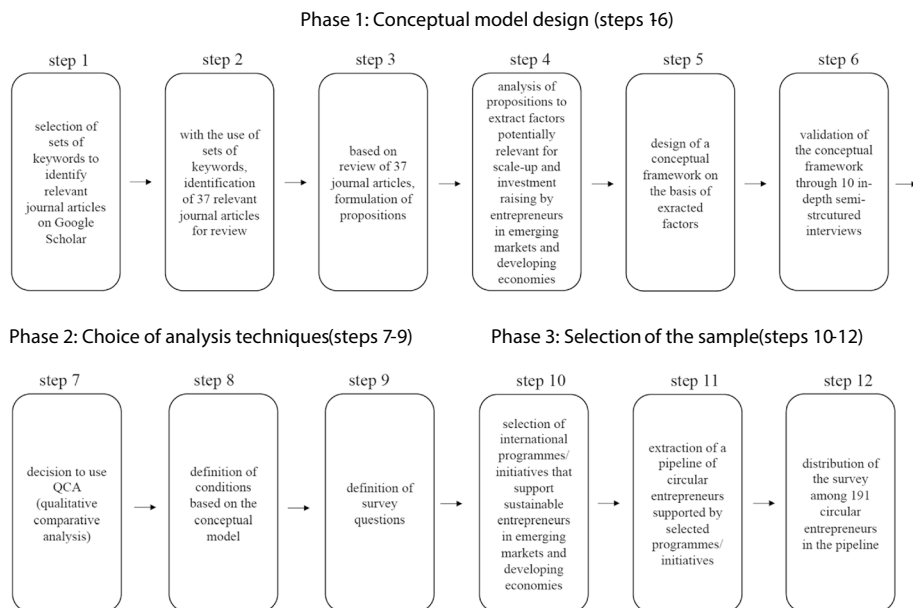 Phase 1: Conceptual model design (steps 16)
step 1
selection of
sets of
keywords to
identify
relevant
journal articles
on Google
Scholar
step 2
with the use of
sets of
keywords,
identification
of 37 relevant
journal articles
for review
step 3
based on
review of 37
journal articles,
formulation of
propositions
step 4
analysis of
propositions to
extract factors
potentially
relevant for
scale-up and
investment
raising by
entrepreneurs
in emerging
markets and
developing
economies
step 5
design of a
conceptual
framework on
the basis of
exracted
factors
step 6
validation of
the conceptual
framework
through 10 in-
depth semi-
strcutured
interviews
Phase 2: Choice of analysis techniques(steps 7-9)
step 7
decision to use
QCA
(qualitative
comparative
analysis)
step 8
definition of
conditions
based on the
conceptual
model
step 9
definition of
survey
questions
Phase 3: Selection of the sample(steps 10-12)
step 10
selection of
international
programmes/
initiatives that
support
sustainable
entrepreneurs
in emerging
markets and
developing
economies
step 11
extraction of a
pipeline of
circular
entrepreneurs
supported by
selected
programmes/
initiatives
step 12
distribution of
the survey
among 191
circular
entrepreneurs
in the pipeline